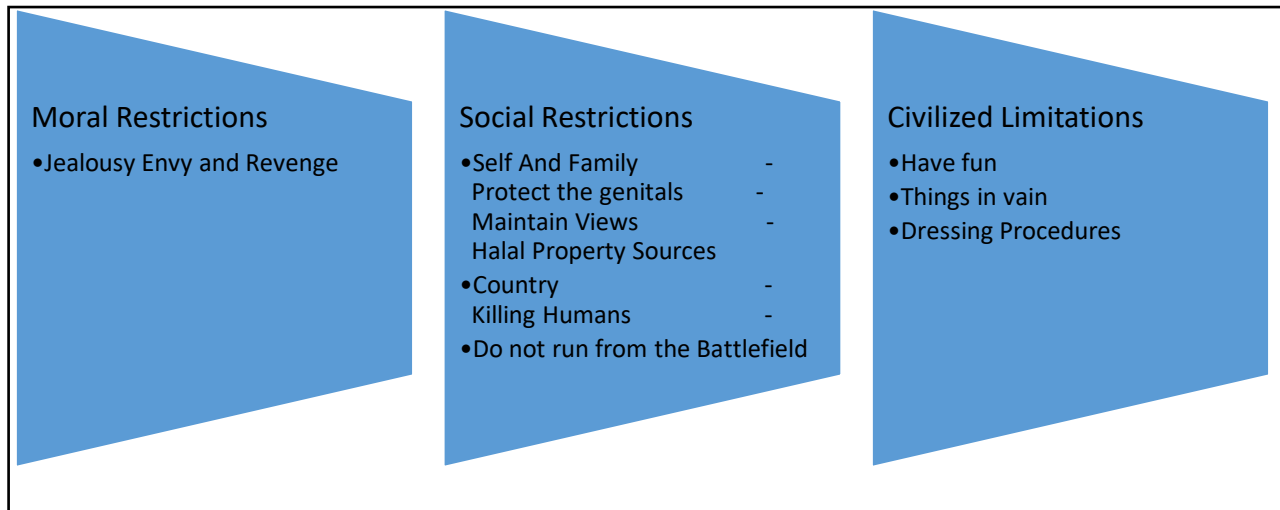 Moral Restrictions
•Jealousy Envy and Revenge
Social Restrictions
•Self And Family -
Protect the genitals -
Maintain Views -
Halal Property Sources
•Country -
Killing Humans -
•Do not run from the Battlefield
Civilized Limitations
•Have fun
•Things in vain
•Dressing Procedures